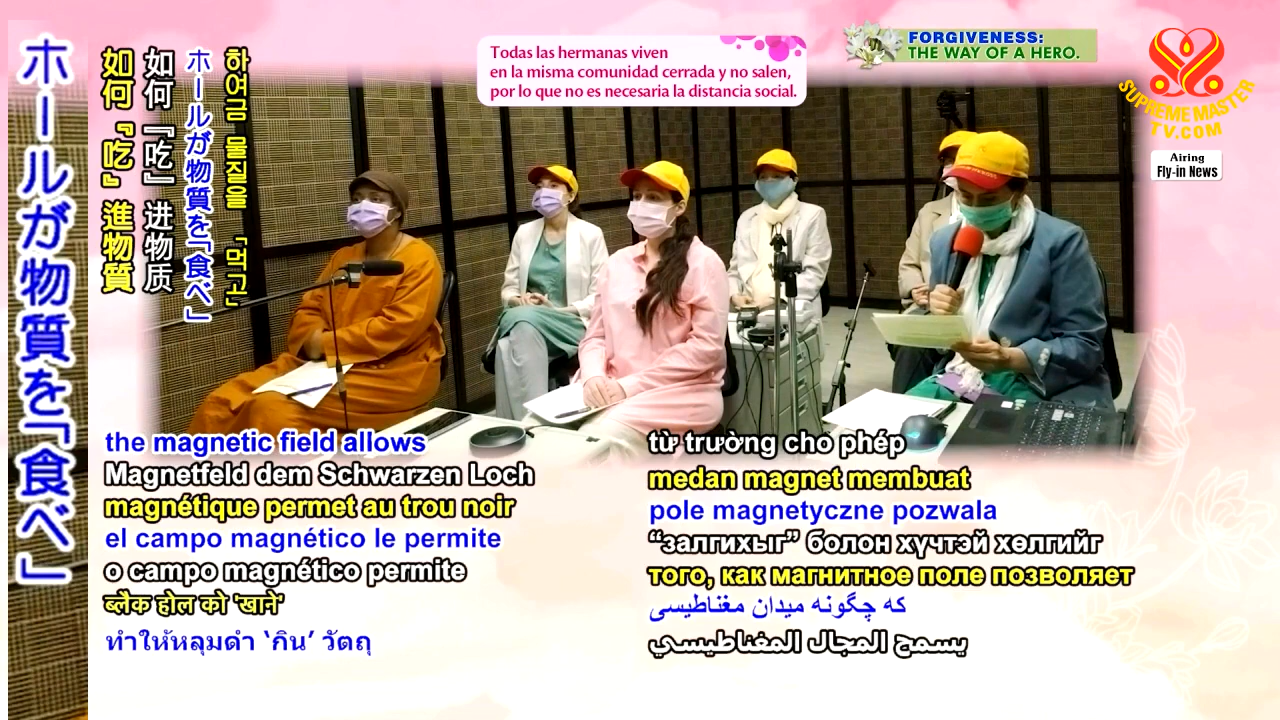 ホールが物質を「食べ」
如何『吃』進物質
如何「吃」进物质
ホールが物質を「食べ」
하여금 물질을 「먹고」
Todas las hermanas viven
en la misma comunidad cerrada y no salen,
por lo que no es necesaria la distancia social.
FORGIVENESS:
THE WAY OF A HERO.
SUPREME MASTER
TV.COM
Airing
Fly-in News
the magnetic field allows
Magnetfeld dem Schwarzen Loch
magnétique permet au trou noir
el campo magnético le permite
o campo magnético permite
ब्लैक होल को 'खाने'
ทำให้หลุมดำ ‘กิน’ วัตถุ
từ trường cho phép
medan magnet membuat
pole magnetyczne pozwala
“залгихыг” болон хүчтэй хөлгийг
того, как магнитное поле позволяет
که چگونه میدان مغناطیسی
يسمح المجال المغناطيسي